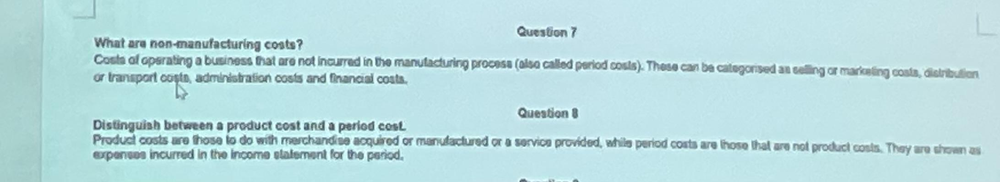 Question 7
What are non-manufacturing costs?
Costs of operating a business that are not incurred in the manufacturing process (also called period costs). These can be categorised as selling or marketing costs, distribution
or transport costs, administration costs and financial costs.
Question 8
Distinguish between a product cost and a period cost.
Product costs are those to do with merchandise acquired or manufactured or a service provided, while period costs are those that are not product costs. They are shown as
expenses incurred in the income statement for the period.